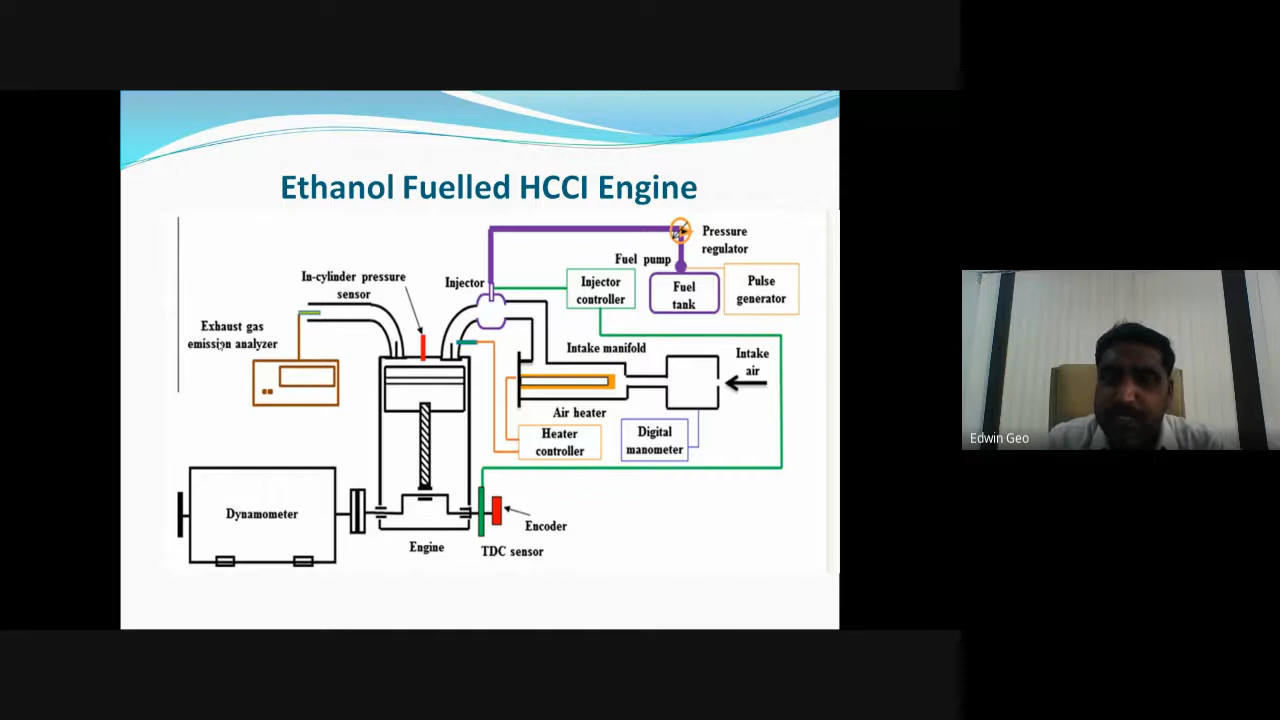 Ethanol Fuelled HCCI Engine
Pressure
regulator
Fuel pump
In-cylinder pressure
sensor
Injector
Injector
controller
Fuel
tank
Pulse
generator
Exhaust gas
emission analyzer
Intake manifold
Intake
air
Air heater
Heater
controller
Digital
manometer
Edwin Geo
Dynamometer
Encoder
Engine
TDC sensor